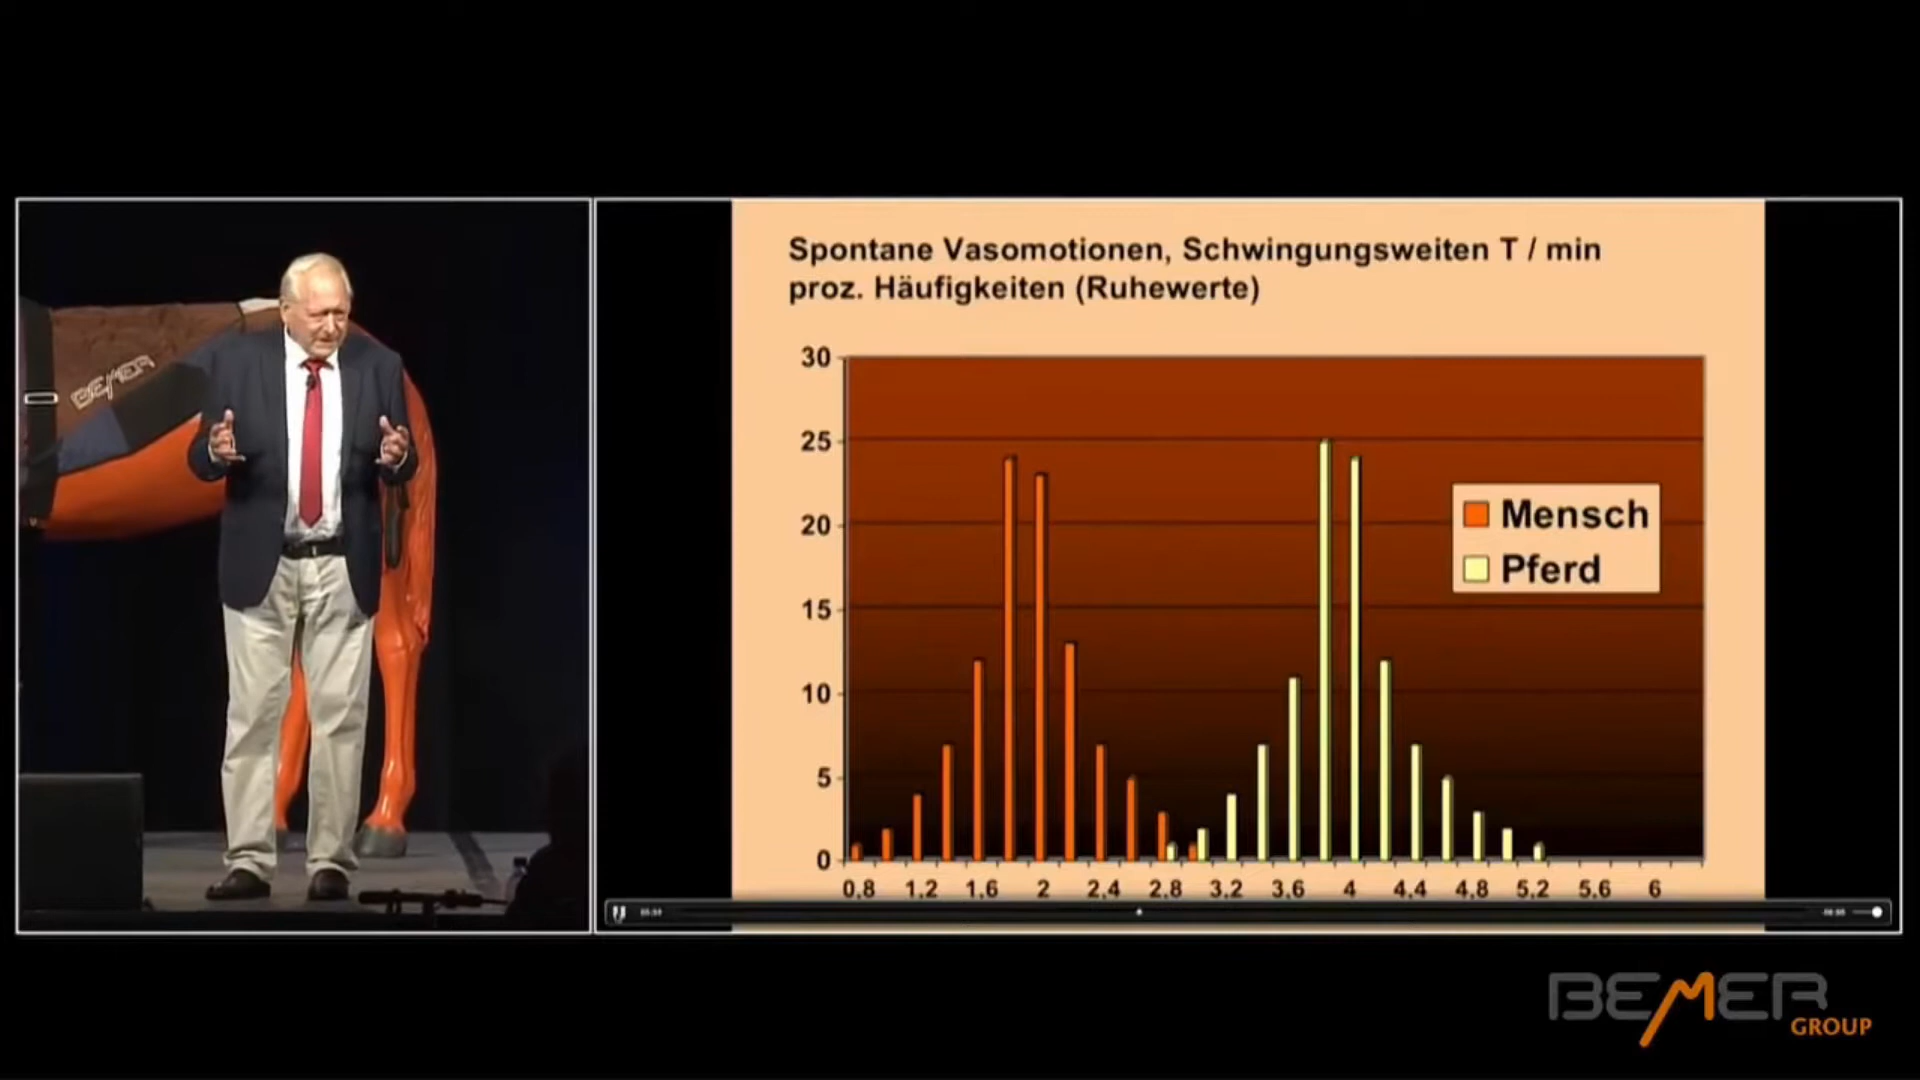 BEMER
Spontane Vasomotionen, Schwingungsweiten T / min
proz. Häufigkeiten (Ruhewerte)
30
25
20
15
10
5
0
Mensch
Pferd
0,8 1,2 1,6 2 2,4 2,8 3,2 3,6 4 4,4 4,8 5,2 5,6 6
BEMER
GROUP